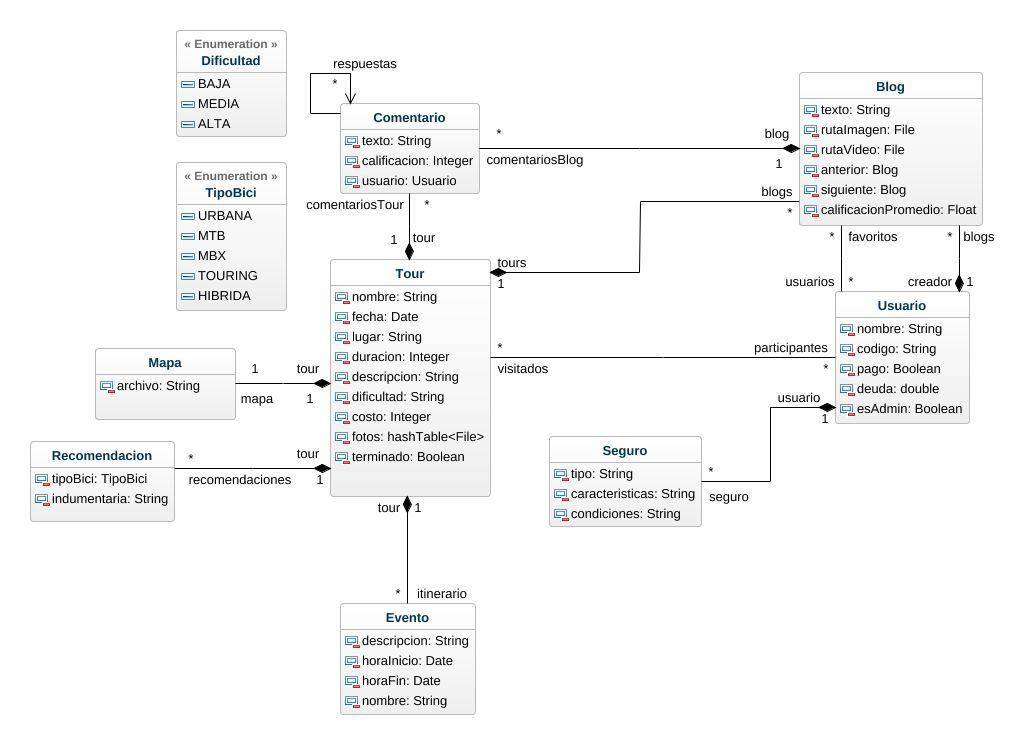 « Enumeration »
Dificultad
BAJA
MEDIA
ALTA
« Enumeration »
TipoBici
URBANA
MTB
MBX
TOURING
HIBRIDA
respuestas
*
Comentario
texto: String
calificacion: Integer
usuario: Usuario
*
comentariosBlog
blog
1
Blog
texto: String
rutaImagen: File
rutaVideo: File
anterior: Blog
siguiente: Blog
calificacionPromedio: Float
comentariosTour
*
1
tour
blogs
*
tours
1
*
favoritos
usuarios
*
*
blogs
creador
1
Tour
nombre: String
fecha: Date
lugar: String
duracion: Integer
descripcion: String
dificultad: String
costo: Integer
fotos: hashTable<File>
terminado: Boolean
Usuario
nombre: String
codigo: String
pago: Boolean
deuda: double
esAdmin: Boolean
*
visitados
participantes
*
Mapa
archivo: String
1
mapa
tour
1
Recomendacion
tipoBici: TipoBici
indumentaria: String
*
recomendaciones
tour
1
usuario
1
Seguro
tipo: String
caracteristicas: String
condiciones: String
*
seguro
tour
1
*
itinerario
Evento
descripcion: String
horaInicio: Date
horaFin: Date
nombre: String